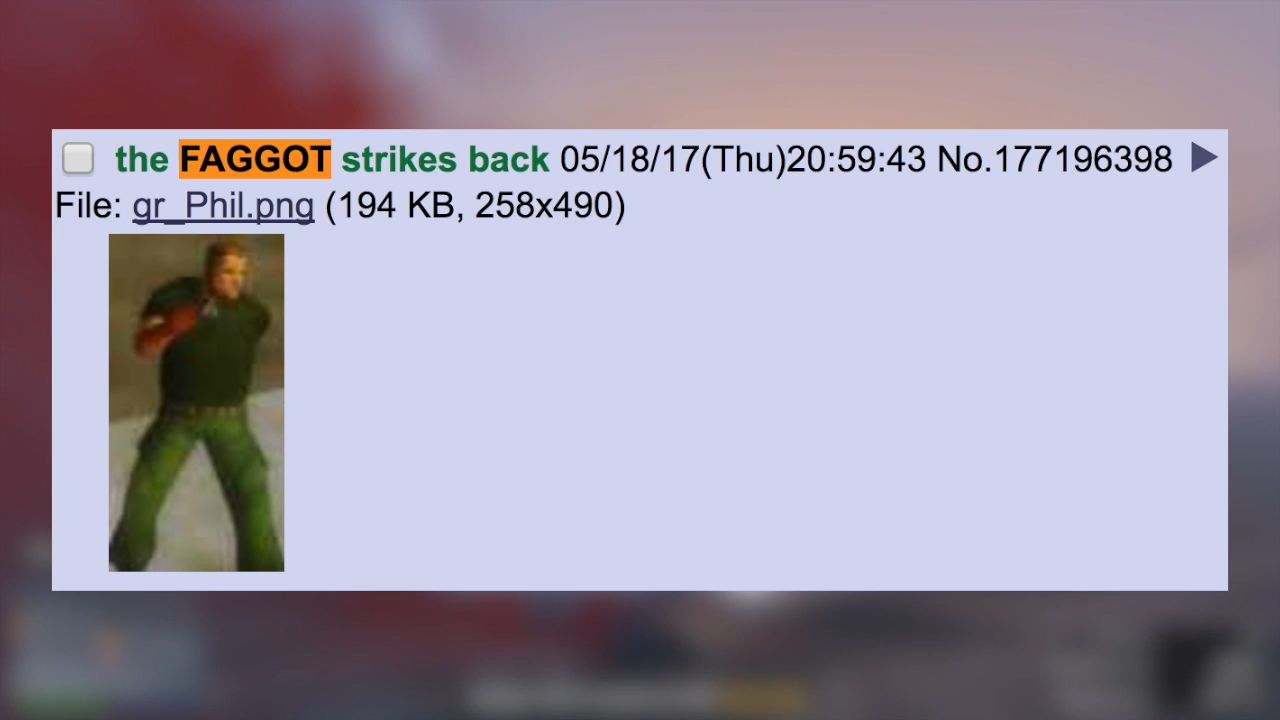 the FAGGOT strikes back 05/18/17(Thu)20:59:43 No.177196398 ▶
File: gr_Phil.png (194 KB, 258x490)